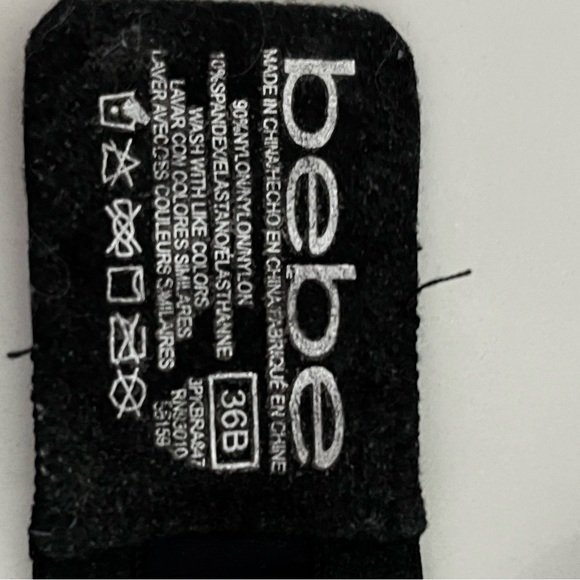 bebe
MADE IN CHINA/HECHO EN CHINA/FABRIQUÉ EN CHINE
90%NYLON/NYLON/NYLON
10%SPANDEX/ELASTANO/ÉLASTHANNE
WASH WITH LIKE COLORS
LAVAR CON COLORES SIMILARES
LAVER AVEC COULEURS SIMILAIRES
36B
3PKBRA847